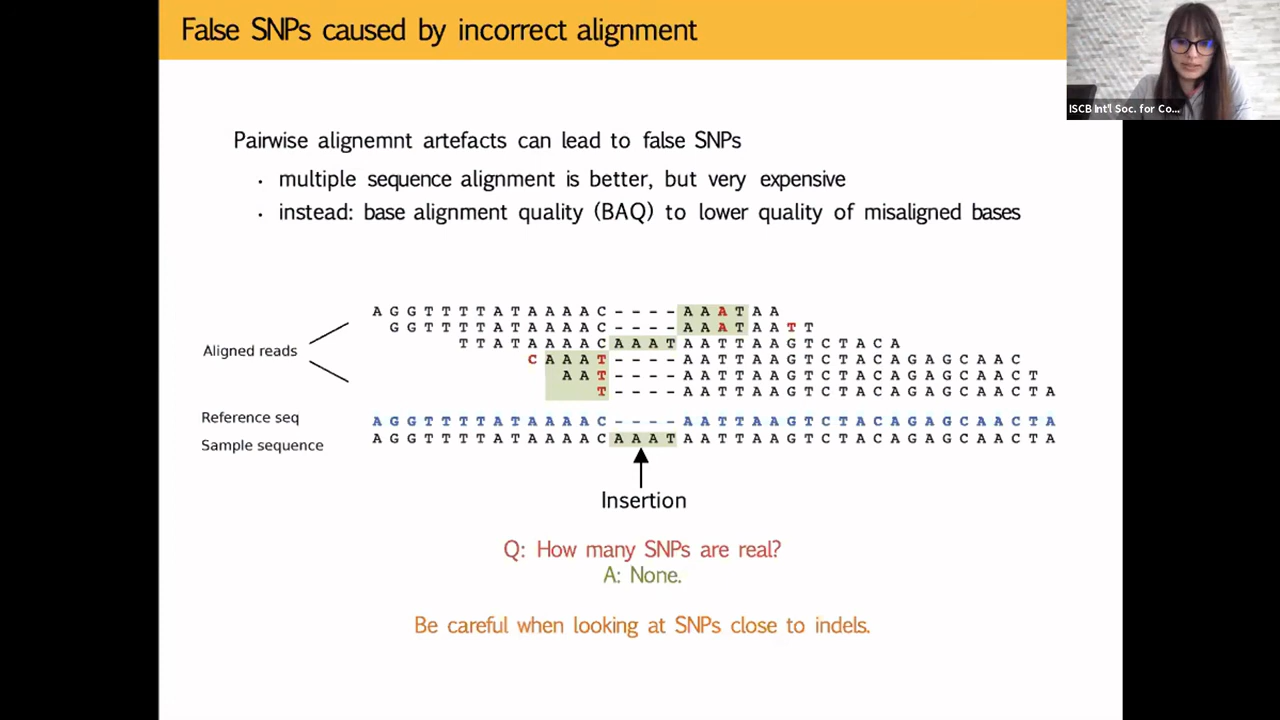 False SNPs caused by incorrect alignment
ISCB Int'l Soc. for Co...
Pairwise alignemnt artefacts can lead to false SNPs
· multiple sequence alignment is better, but very expensive
· instead: base alignment quality (BAQ) to lower quality of misaligned bases
A G G T T T T A T A A A A C - - - - A A A T A A
G G T T T T A T A A A A C - - - - A A A T A A T T
T T A T A A A A C A A A T A A T T A A G T C T A C A
Aligned reads
C A A A T - - - - A A T T A A G T C T A C A G A G C A A C
A A T - - - - A A T T A A G T C T A C A G A G C A A C T
T - - - - A A T T A A G T C T A C A G A G C A A C T A
Reference seq A G G T T T T A T A A A A C - - - - A A T T A A G T C T A C A G A G C A A C T A
Sample sequence A G G T T T T A T A A A A C A A A T A A T T A A G T C T A C A G A G C A A C T A
Insertion
Q: How many SNPs are real?
A: None.
Be careful when looking at SNPs close to indels.